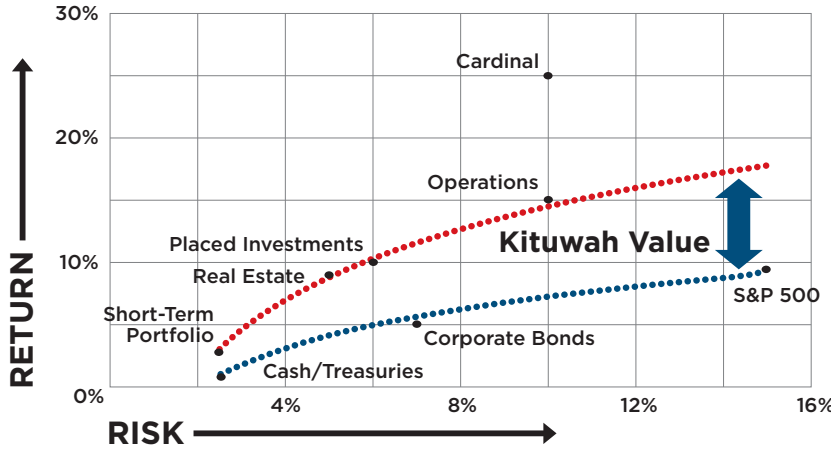 30%
Cardinal
20%
Operations
Placed Investments
Kituwah Value
Real Estate
10%
S&P 500
Short-Term
Portfolio
Corporate Bonds
Cash/Treasuries
0%
4%
8%
12%
16%
RETURN
RISK